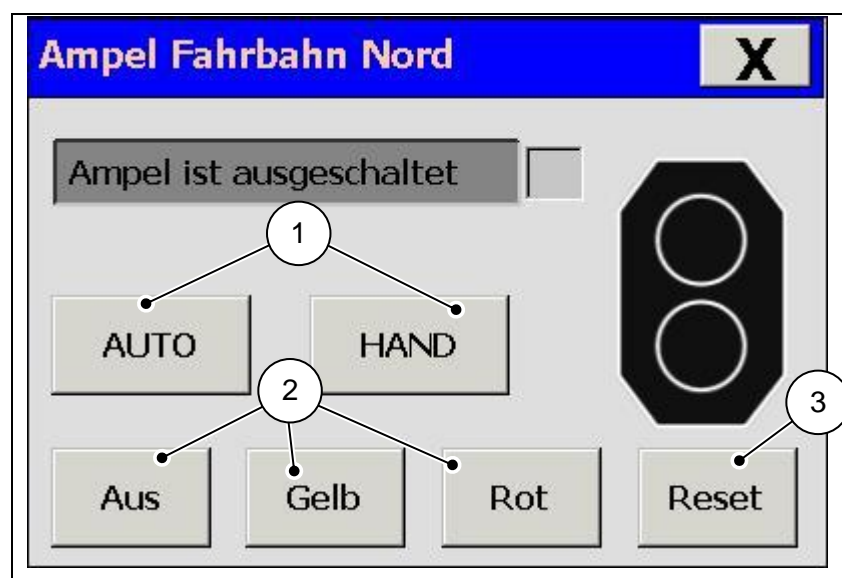 Ampel Fahrbahn Nord X
Ampel ist ausgeschaltet
1
AUTO HAND
2
3
Aus Gelb Rot Reset